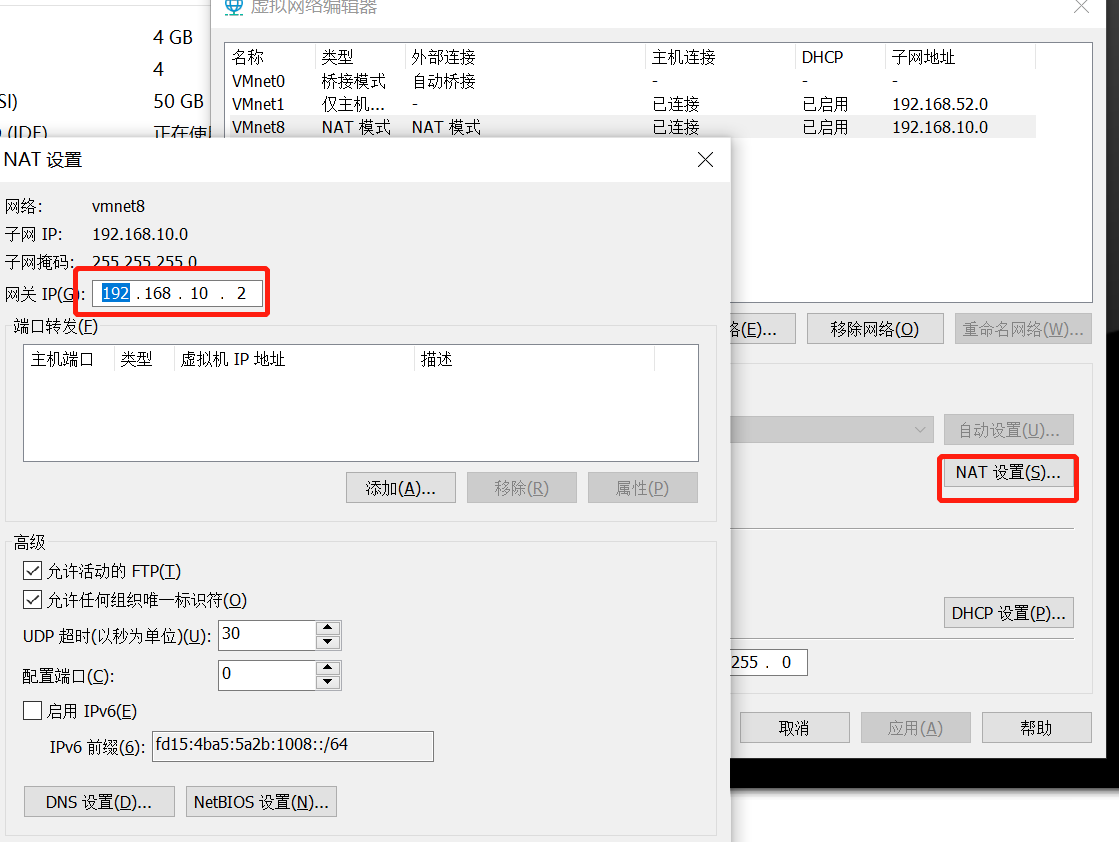 虚拟网络编辑器
4 GB
4
50 GB
正在使
名称 类型 外部连接 主机连接 DHCP 子网地址
VMnet0 桥接模式 自动桥接 - - -
VMnet1 仅主机... - 已连接 已启用 192.168.52.0
VMnet8 NAT 模式 NAT 模式 已连接 已启用 192.168.10.0
NAT 设置
网络: vmnet8
子网 IP: 192.168.10.0
子网掩码: 255.255.255.0
网关 IP(G): 192 . 168 . 10 . 2
端口转发(F)
主机端口 类型 虚拟机 IP 地址 描述
添加(A)... 移除(R) 属性(P)
高级
允许活动的 FTP(T)
允许任何组织唯一标识符(O)
UDP 超时(以秒为单位)(U): 30
配置端口(C): 0
启用 IPv6(E)
IPv6 前缀(6): fd15:4ba5:5a2b:1008::/64
DNS 设置(D)... NetBIOS 设置(N)...
络(E)... 移除网络(O) 重命名网络(W)...
自动设置(U)...
NAT 设置(S)...
DHCP 设置(P)...
255 . 0
取消 应用(A) 帮助